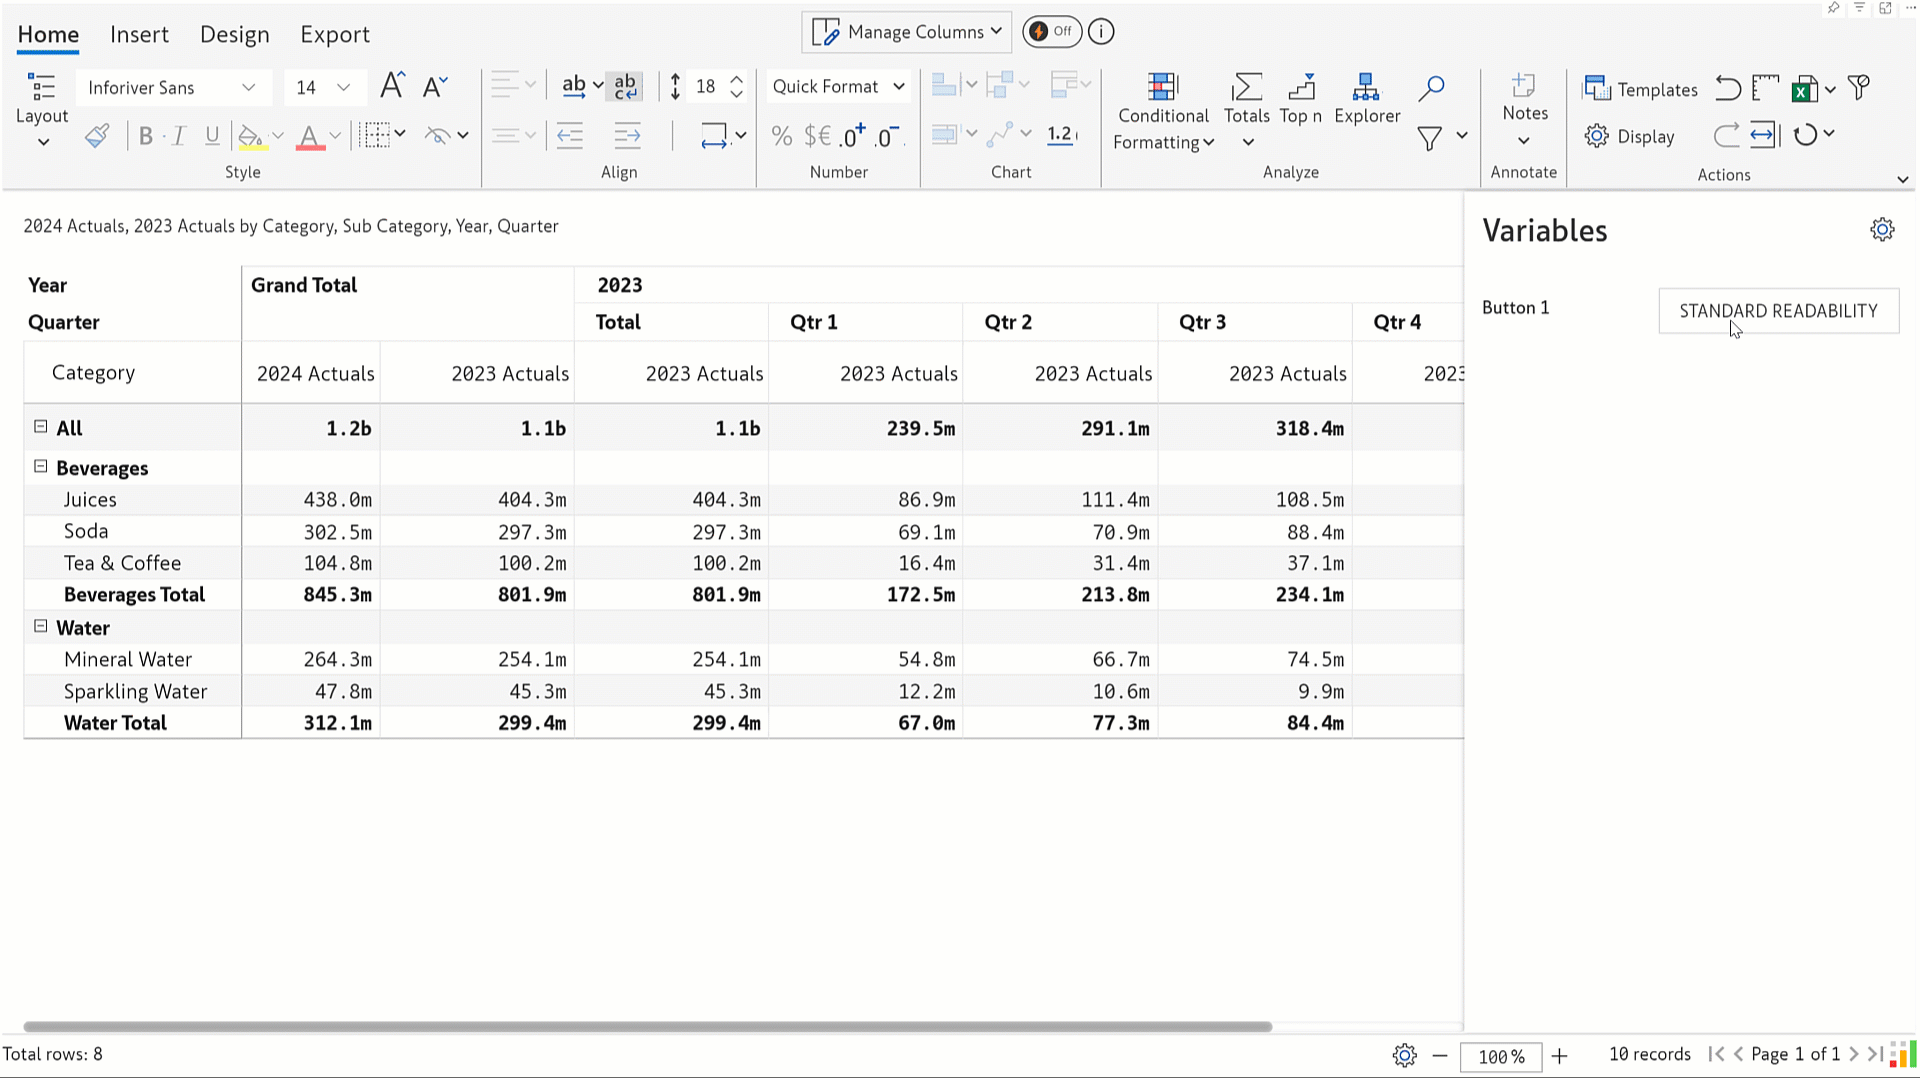 Home Insert Design Export Manage Columns Off i
Layout Inforiver Sans 14 A A ab ab c 18 Quick Format Conditional Formatting Totals Top n Explorer Notes Templates
B I U A % $€ .0 .0 1.2 Display
Style Align Number Chart Analyze Annotate Actions
2024 Actuals, 2023 Actuals by Category, Sub Category, Year, Quarter
Year Grand Total 2023
Quarter Total Qtr 1 Qtr 2 Qtr 3 Qtr 4
Category 2024 Actuals 2023 Actuals 2023 Actuals 2023 Actuals 2023 Actuals 2023 Actuals 2023
All 1.2b 1.1b 1.1b 239.5m 291.1m 318.4m
Beverages
Juices 438.0m 404.3m 404.3m 86.9m 111.4m 108.5m
Soda 302.5m 297.3m 297.3m 69.1m 70.9m 88.4m
Tea & Coffee 104.8m 100.2m 100.2m 16.4m 31.4m 37.1m
Beverages Total 845.3m 801.9m 801.9m 172.5m 213.8m 234.1m
Water
Mineral Water 264.3m 254.1m 254.1m 54.8m 66.7m 74.5m
Sparkling Water 47.8m 45.3m 45.3m 12.2m 10.6m 9.9m
Water Total 312.1m 299.4m 299.4m 67.0m 77.3m 84.4m
Variables
Button 1 STANDARD READABILITY
Total rows: 8 100% 10 records Page 1 of 1